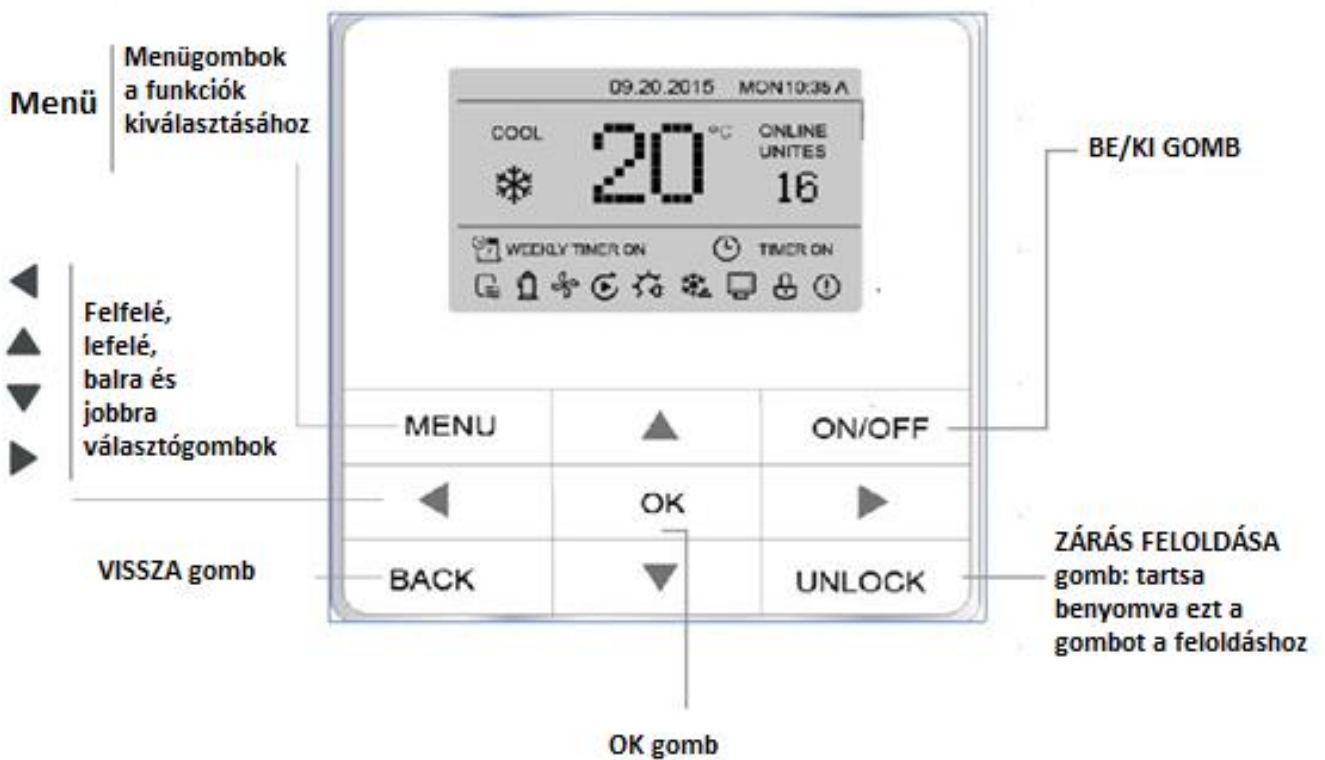 Menü
Menügombok
a funkciók
kiválasztásához
09.20.2015 MON10:35 A
COOL
20 °C
ONLINE
UNITES
16
WEEKLY TIMER ON
TIMER ON
BE/KI GOMB
Felfelé,
lefelé,
balra és
jobbra
választógombok
MENU
ON/OFF
OK
BACK
UNLOCK
VISSZA gomb
ZÁRÁS FELOLDÁSA
gomb: tartsa
benyomva ezt a
gombot a feloldáshoz
OK gomb